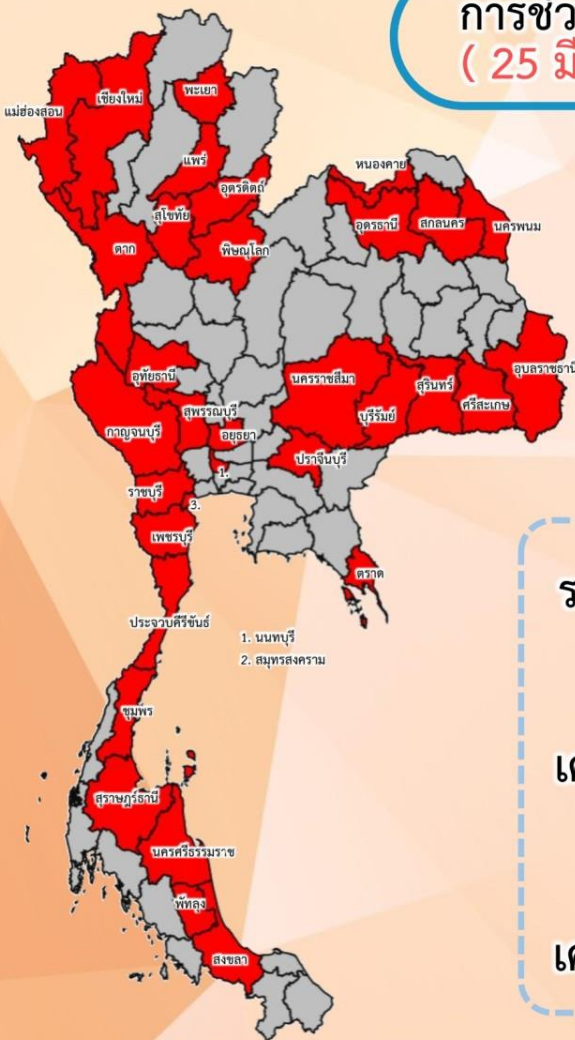 การชว
( 25 มี
แม่ฮ่องสอน
เชียงใหม่
พะเยา
แพร่
อุตรดิตถ์
สุโขทัย
ตาก
พิษณุโลก
หนองคาย
อุดรธานี
สกลนคร
นครพนม
อุทัยธานี
นครราชสีมา
สุรินทร์
อุบลราชธานี
สุพรรณบุรี
บุรีรัมย์
ศรีสะเกษ
กาญจนบุรี
อยุธยา
ปราจีนบุรี
1.
ราชบุรี
3.
เพชรบุรี
ตราด
ประจวบคีรีขันธ์
1. นนทบุรี
2. สมุทรสงคราม
ชุมพร
สุราษฎร์ธานี
นครศรีธรรมราช
พัทลุง
สงขลา
ร
เค
เค